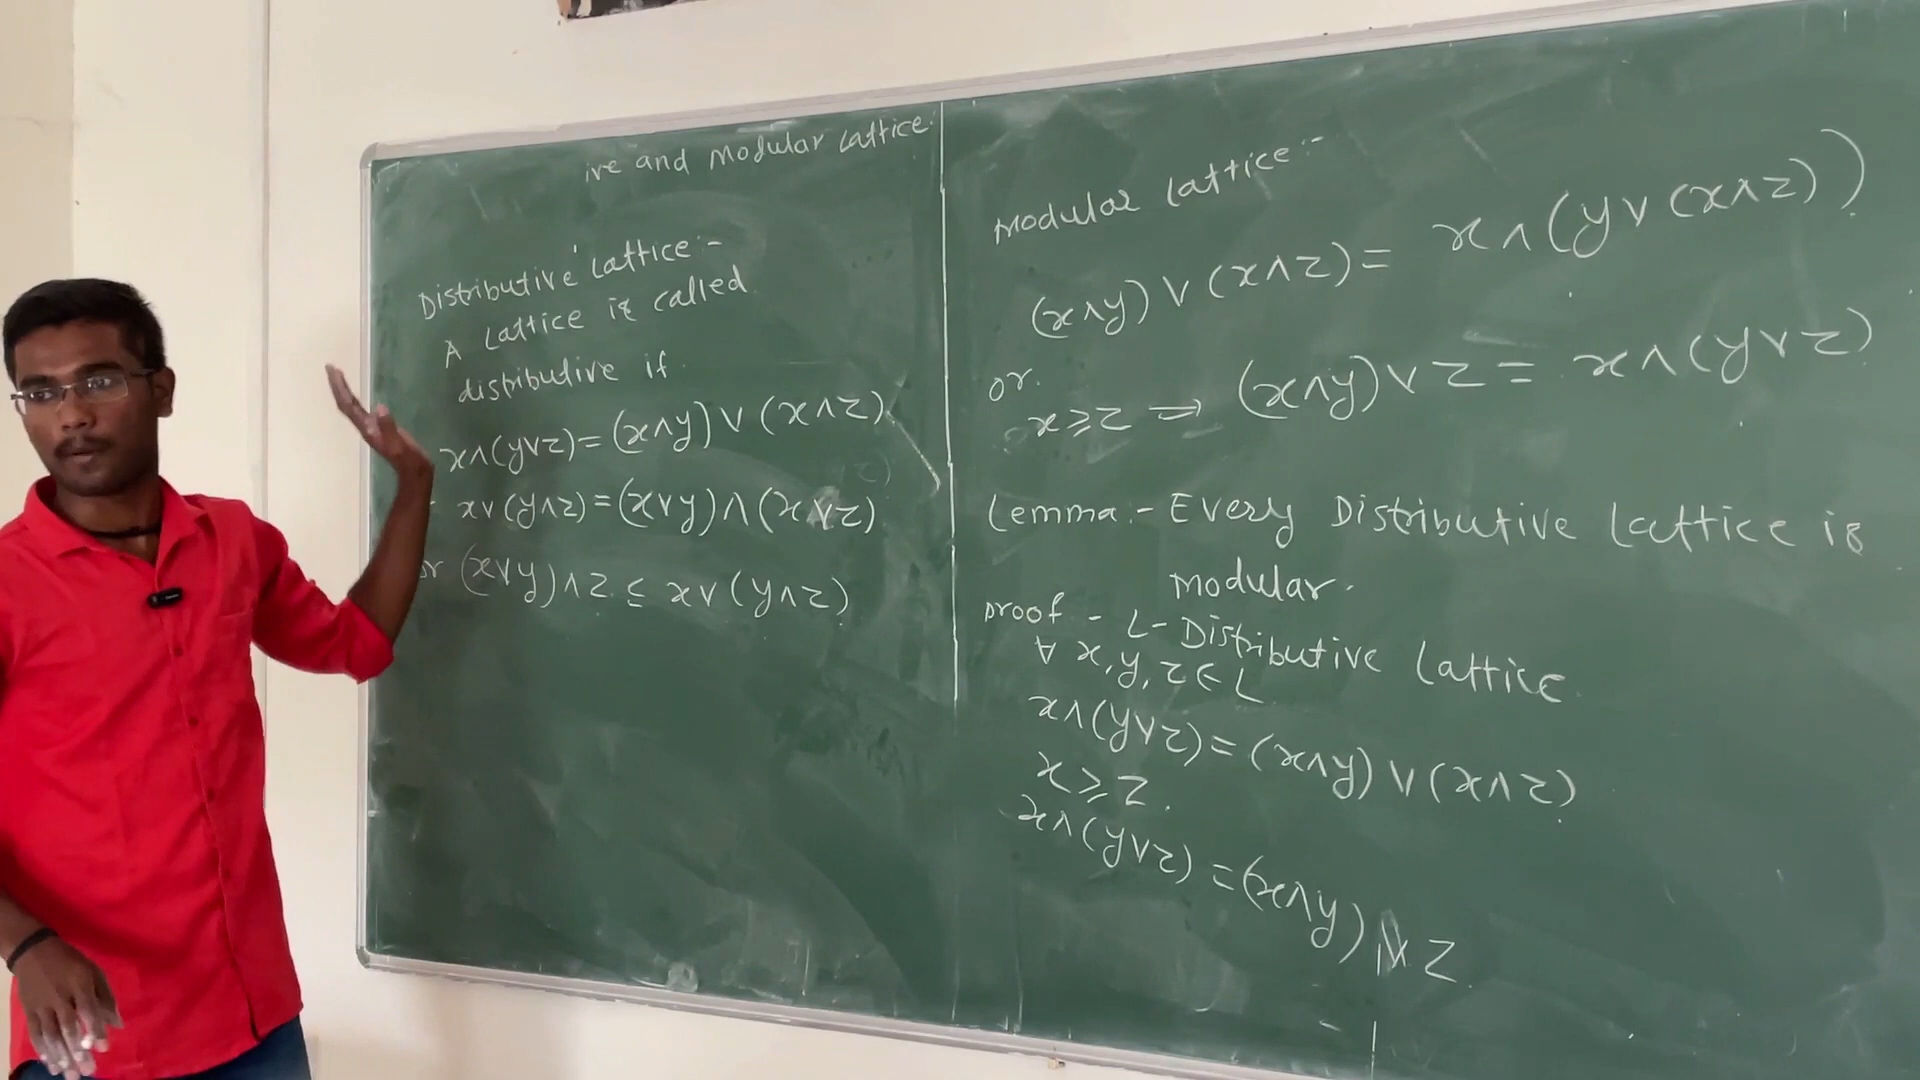 ive and Modular Lattice:
Distributive Lattice:-
A Lattice is called
distributive if
x∧(y∨z)=(x∧y)∨(x∧z)
x∨(y∧z)=(x∨y)∧(x∨z)
or (x∨y)∧z ≤ x∨(y∧z)
Modular Lattice:-
(x∧y)∨(x∧z)= x∧(y∨(x∧z))
or.
x≥z ⇒ (x∧y)∨z = x∧(y∨z)
Lemma:- Every Distributive Lattice is
Modular.
proof - L-Distributive Lattice
∀ x,y,z∈L
x∧(y∨z)=(x∧y)∨(x∧z)
x≥z.
x∧(y∨z)=(x∧y)∨z